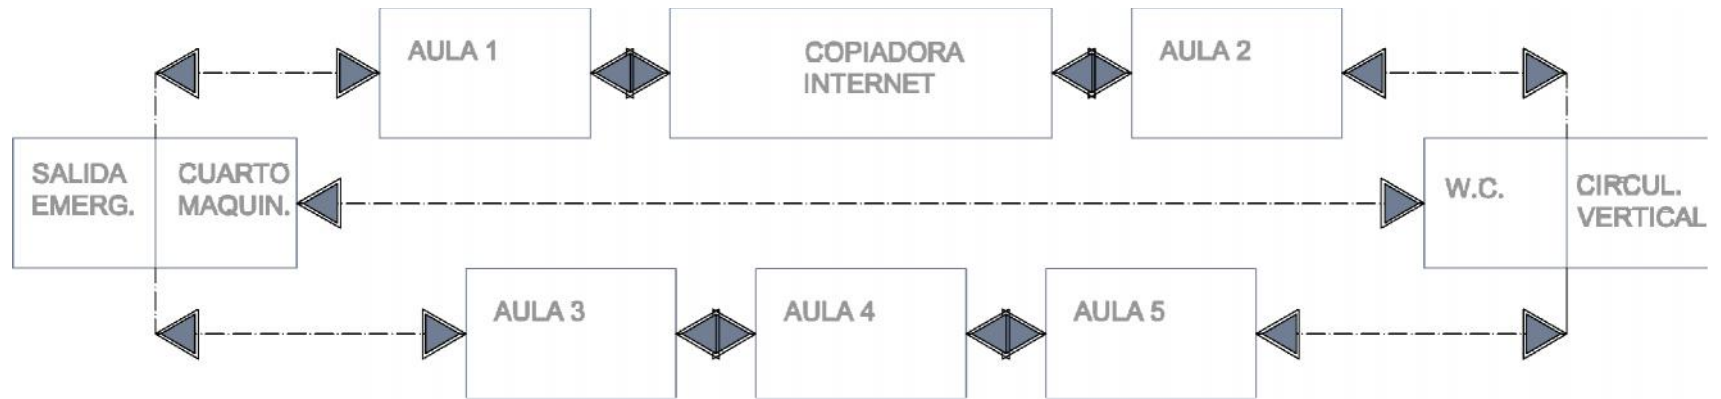 AULA 1
COPIADORA
INTERNET
AULA 2
SALIDA
EMERG.
CUARTO
MAQUIN.
W.C.
CIRCUL.
VERTICAL
AULA 3
AULA 4
AULA 5